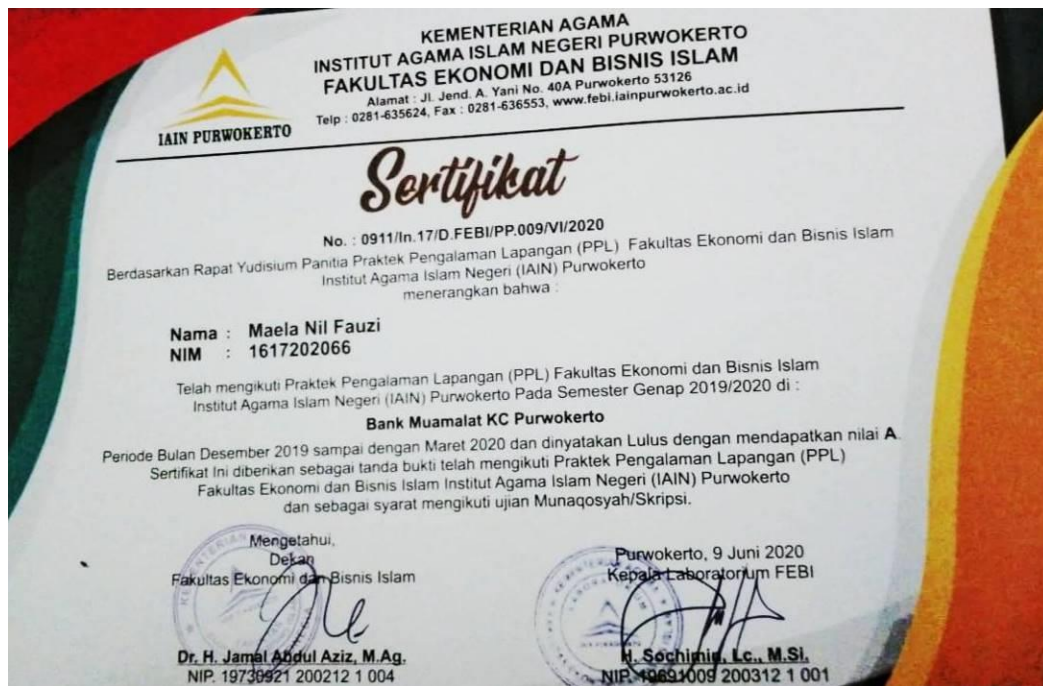 KEMENTERIAN AGAMA
INSTITUT AGAMA ISLAM NEGERI PURWOKERTO
FAKULTAS EKONOMI DAN BISNIS ISLAM
Alamat : Jl. Jend. A. Yani No. 40A Purwokerto 53126
Telp : 0281-635624, Fax : 0281-636553, www.febi.iainpurwokerto.ac.id
IAIN PURWOKERTO
Sertifikat
No. : 0911/In.17/D.FEBI/PP.009/VI/2020
Berdasarkan Rapat Yudisium Panitia Praktek Pengalaman Lapangan (PPL) Fakultas Ekonomi dan Bisnis Islam
Institut Agama Islam Negeri (IAIN) Purwokerto
menerangkan bahwa :
Nama : Maela Nil Fauzi
NIM : 1617202066
Telah mengikuti Praktek Pengalaman Lapangan (PPL) Fakultas Ekonomi dan Bisnis Islam
Institut Agama Islam Negeri (IAIN) Purwokerto Pada Semester Genap 2019/2020 di :
Bank Muamalat KC Purwokerto
Periode Bulan Desember 2019 sampai dengan Maret 2020 dan dinyatakan Lulus dengan mendapatkan nilai A.
Sertifikat Ini diberikan sebagai tanda bukti telah mengikuti Praktek Pengalaman Lapangan (PPL)
Fakultas Ekonomi dan Bisnis Islam Institut Agama Islam Negeri (IAIN) Purwokerto
dan sebagai syarat mengikuti ujian Munaqosyah/Skripsi.
Mengetahui,
Dekan
Fakultas Ekonomi dan Bisnis Islam
Dr. H. Jamal Abdul Aziz, M.Ag.
NIP. 19730921 200212 1 004
Purwokerto, 9 Juni 2020
Kepala Laboratorium FEBI
H. Sochimin, Lc., M.Si.
NIP. 19691009 200312 1 001